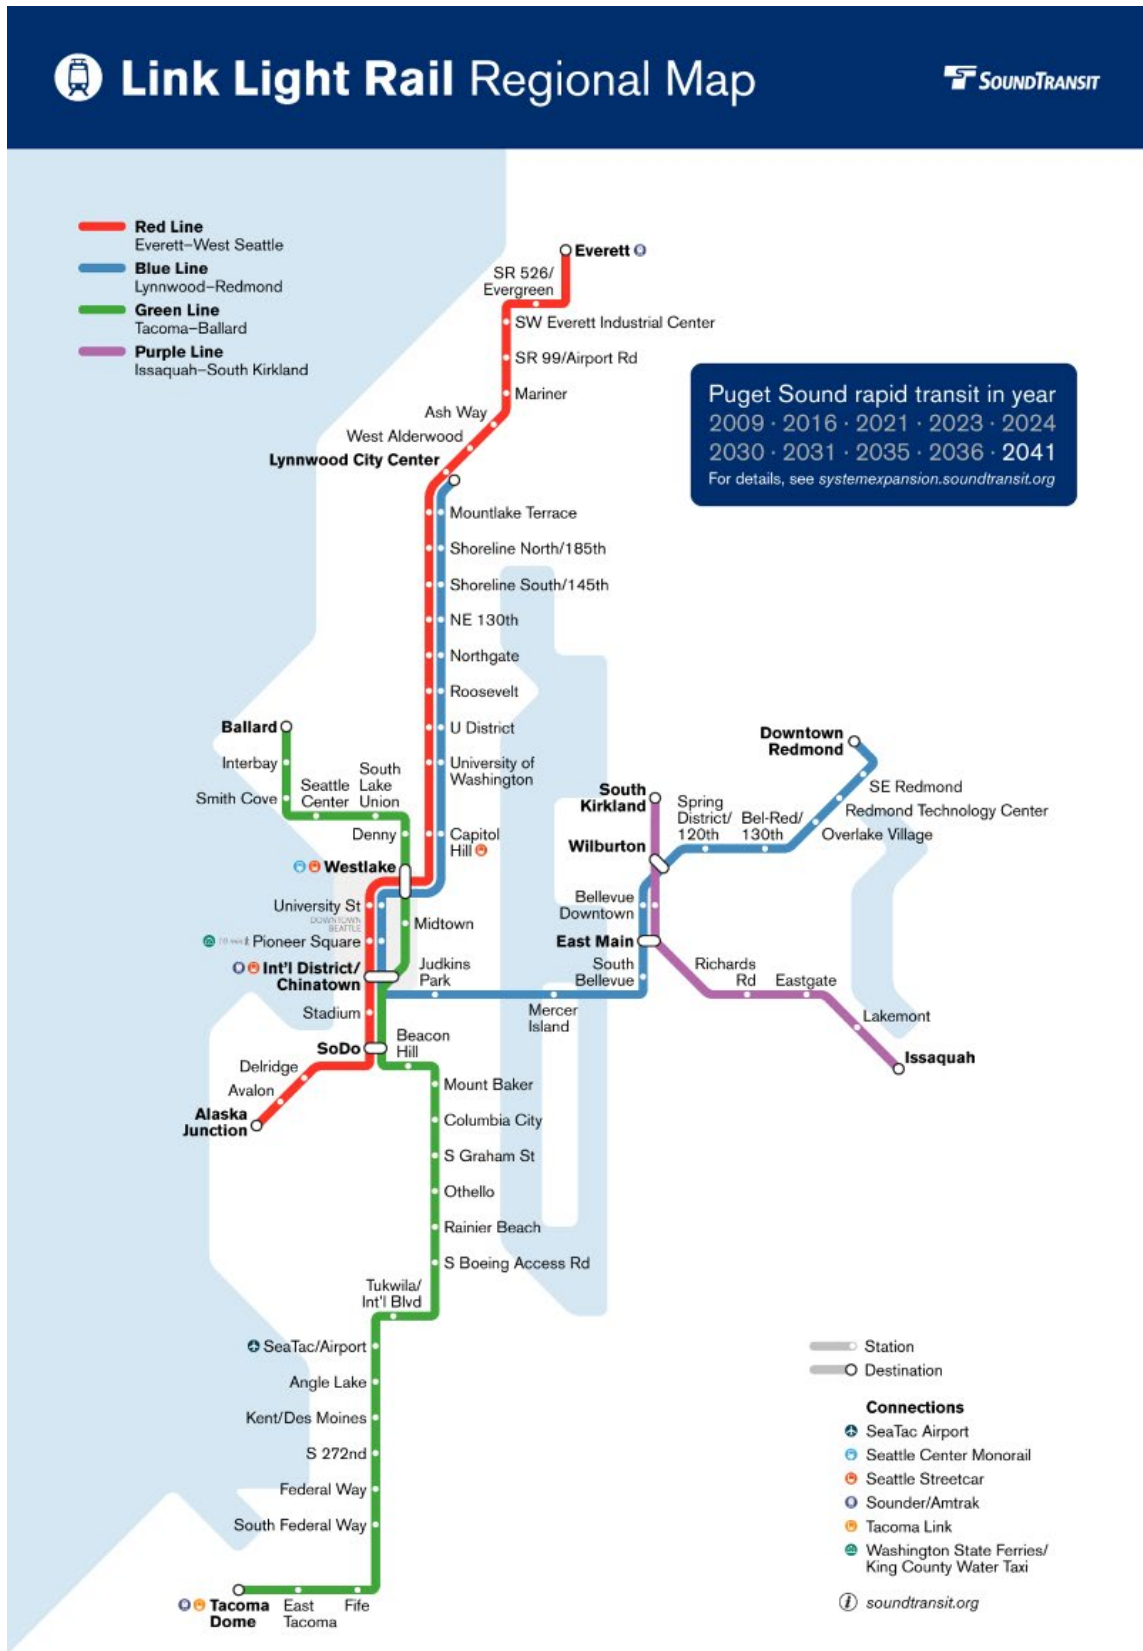 Link Light Rail Regional Map
SOUNDTRANSIT
Red Line
Everett–West Seattle
Blue Line
Lynnwood–Redmond
Green Line
Tacoma–Ballard
Purple Line
Issaquah–South Kirkland
Puget Sound rapid transit in year
2009 · 2016 · 2021 · 2023 · 2024
2030 · 2031 · 2035 · 2036 · 2041
For details, see systemexpansion.soundtransit.org
Everett
SR 526/
Evergreen
SW Everett Industrial Center
SR 99/Airport Rd
Mariner
Ash Way
West Alderwood
Lynnwood City Center
Mountlake Terrace
Shoreline North/185th
Shoreline South/145th
NE 130th
Northgate
Roosevelt
U District
University of
Washington
Capitol
Hill
Ballard
Interbay
Smith Cove
Seattle
Center
South
Lake
Union
Denny
Westlake
University St
DOWNTOWN
SEATTLE
Midtown
Pioneer Square
Int'l District/
Chinatown
Judkins
Park
Mercer
Island
South
Bellevue
East Main
Bellevue
Downtown
Wilburton
South
Kirkland
Spring
District/
120th
Bel-Red/
130th
Overlake Village
Redmond Technology Center
SE Redmond
Downtown
Redmond
Richards
Rd
Eastgate
Lakemont
Issaquah
Stadium
SoDo
Delridge
Avalon
Alaska
Junction
Beacon
Hill
Mount Baker
Columbia City
S Graham St
Othello
Rainier Beach
S Boeing Access Rd
Tukwila/
Int'l Blvd
SeaTac/Airport
Angle Lake
Kent/Des Moines
S 272nd
Federal Way
South Federal Way
Fife
East
Tacoma
Tacoma
Dome
Station
Destination
Connections
SeaTac Airport
Seattle Center Monorail
Seattle Streetcar
Sounder/Amtrak
Tacoma Link
Washington State Ferries/
King County Water Taxi
soundtransit.org